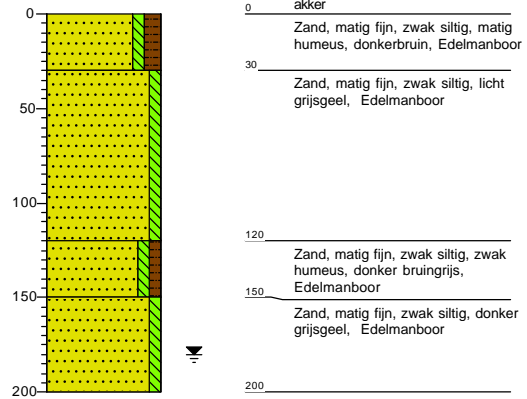 0
50
100
150
200
0
akker
Zand, matig fijn, zwak siltig, matig
humeus, donkerbruin, Edelmanboor
30
Zand, matig fijn, zwak siltig, licht
grijsgeel, Edelmanboor
120
Zand, matig fijn, zwak siltig, zwak
humeus, donker bruingrijs,
Edelmanboor
150
Zand, matig fijn, zwak siltig, donker
grijsgeel, Edelmanboor
200